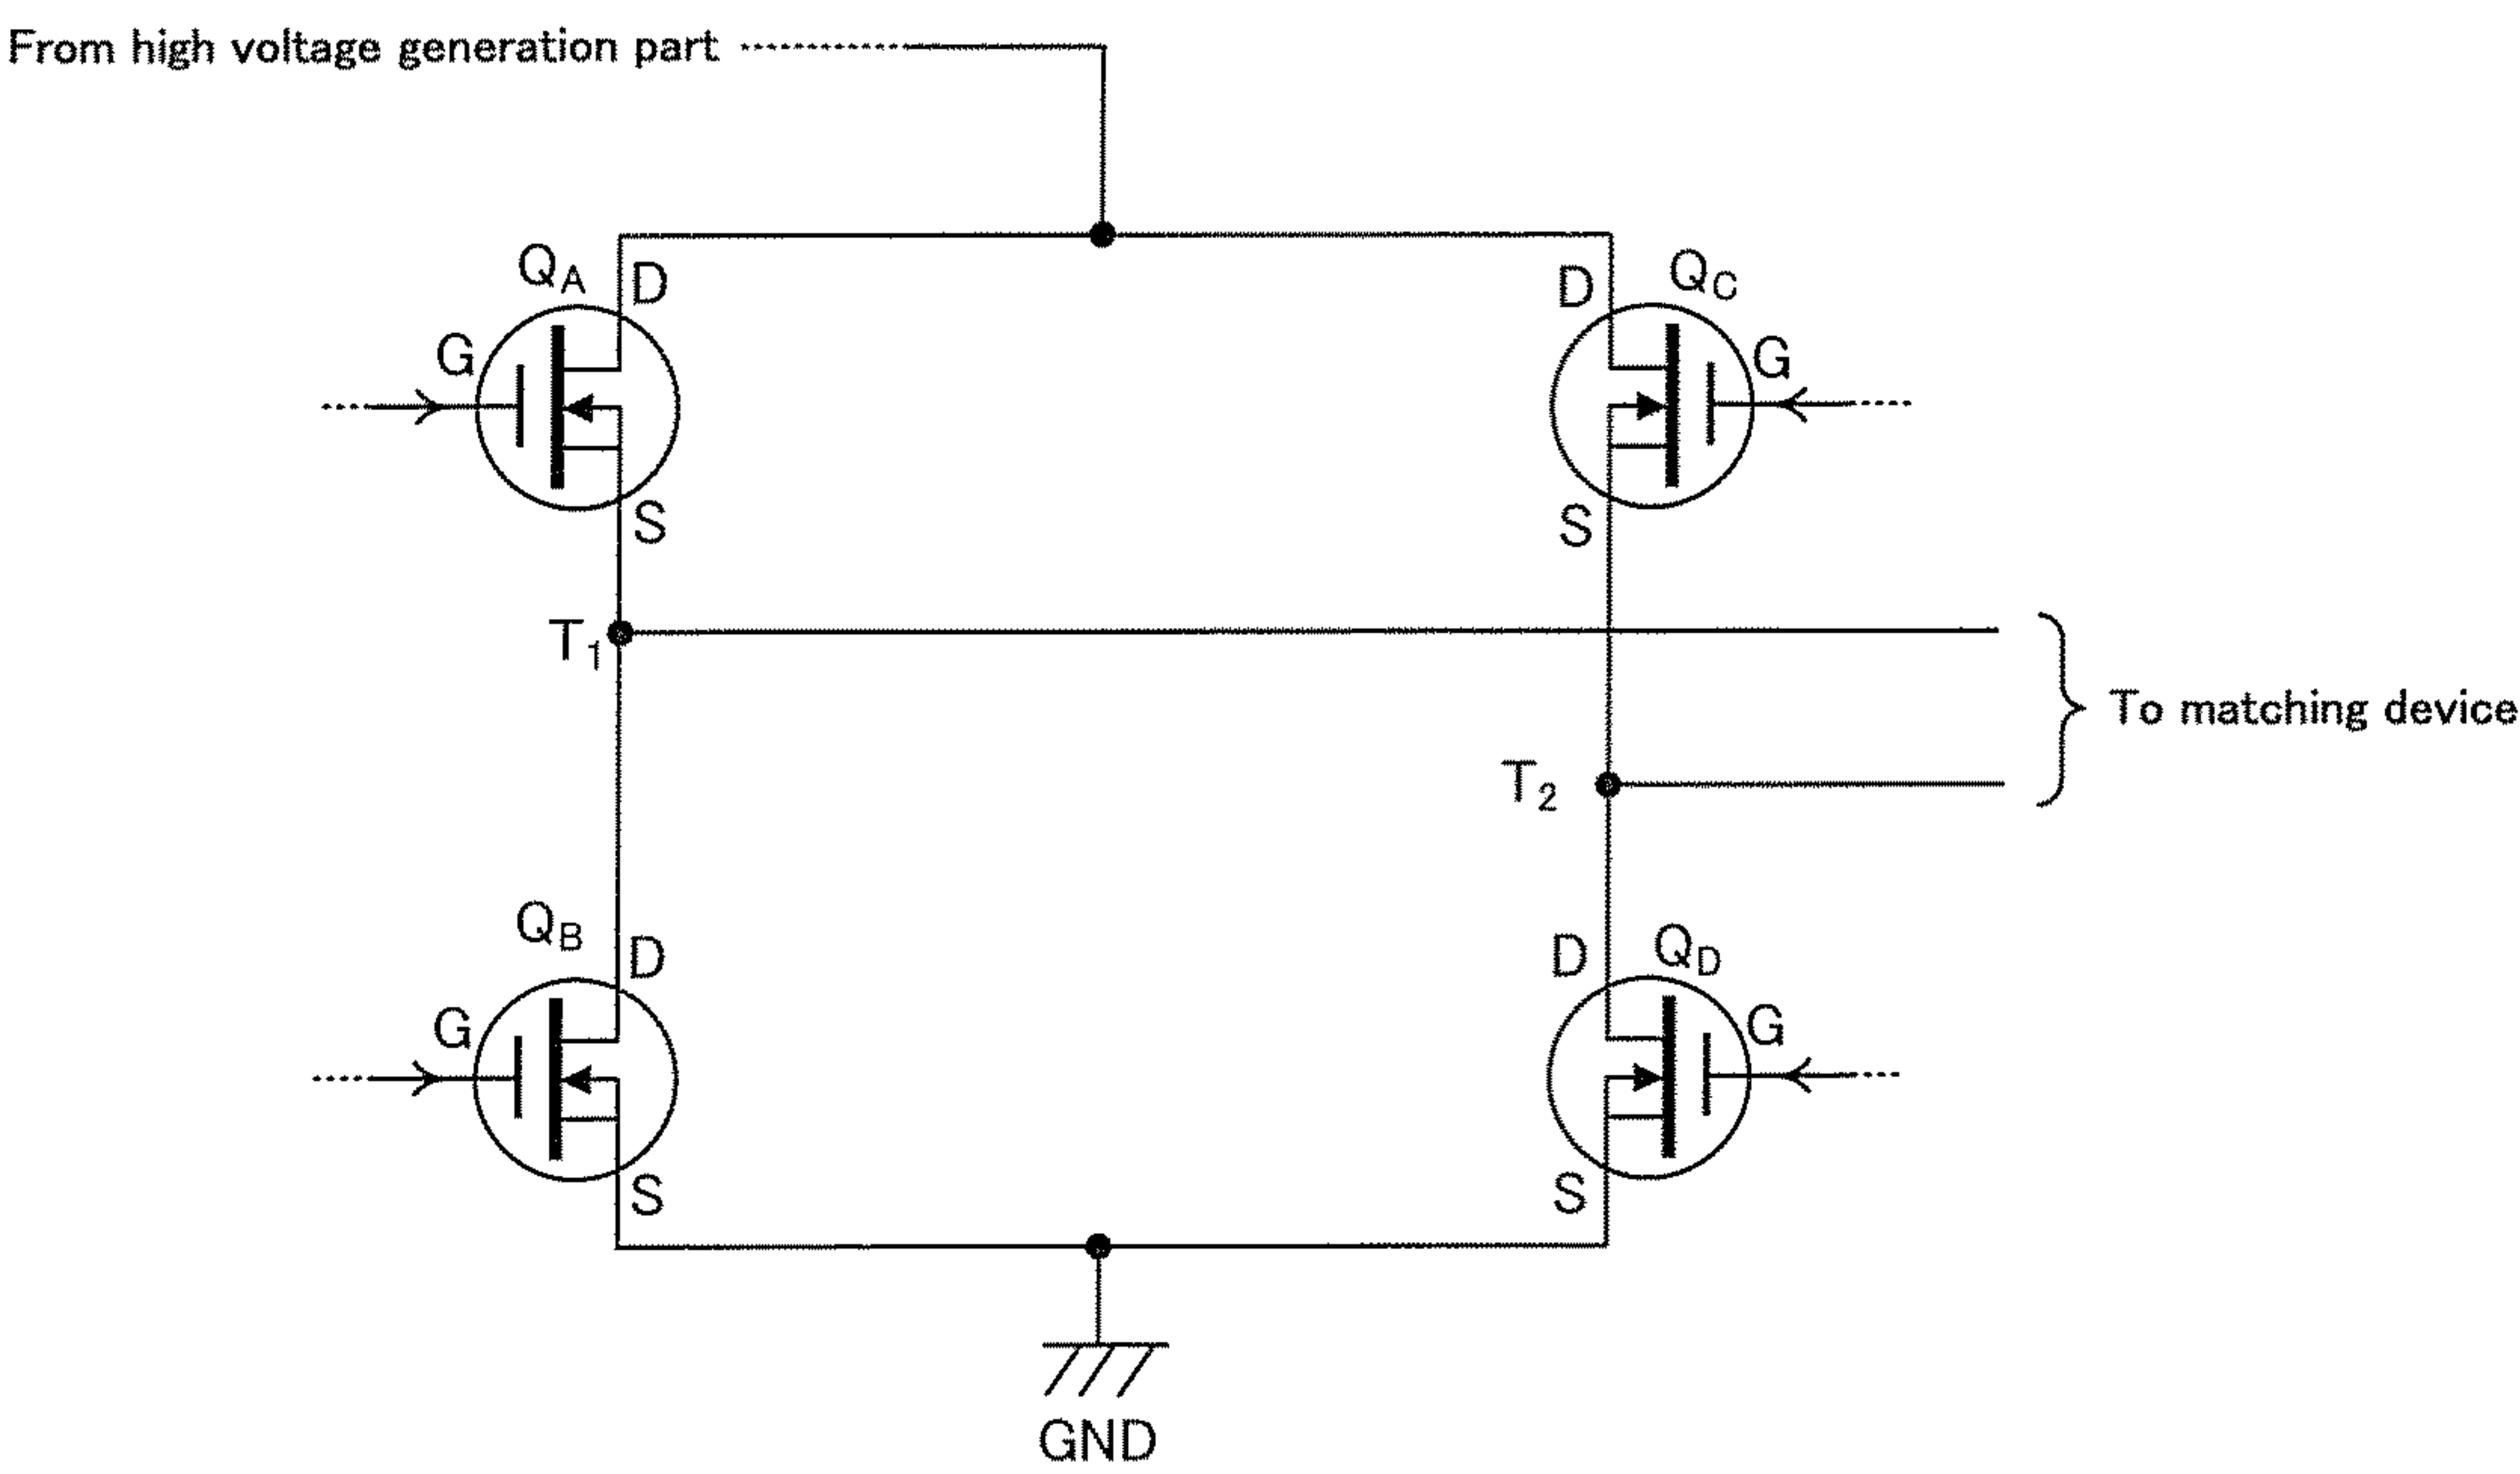 From high voltage generation part
QA
D
G
S
D
QC
G
S
T1
To matching device
T2
QB
D
G
S
D
QD
G
S
GND